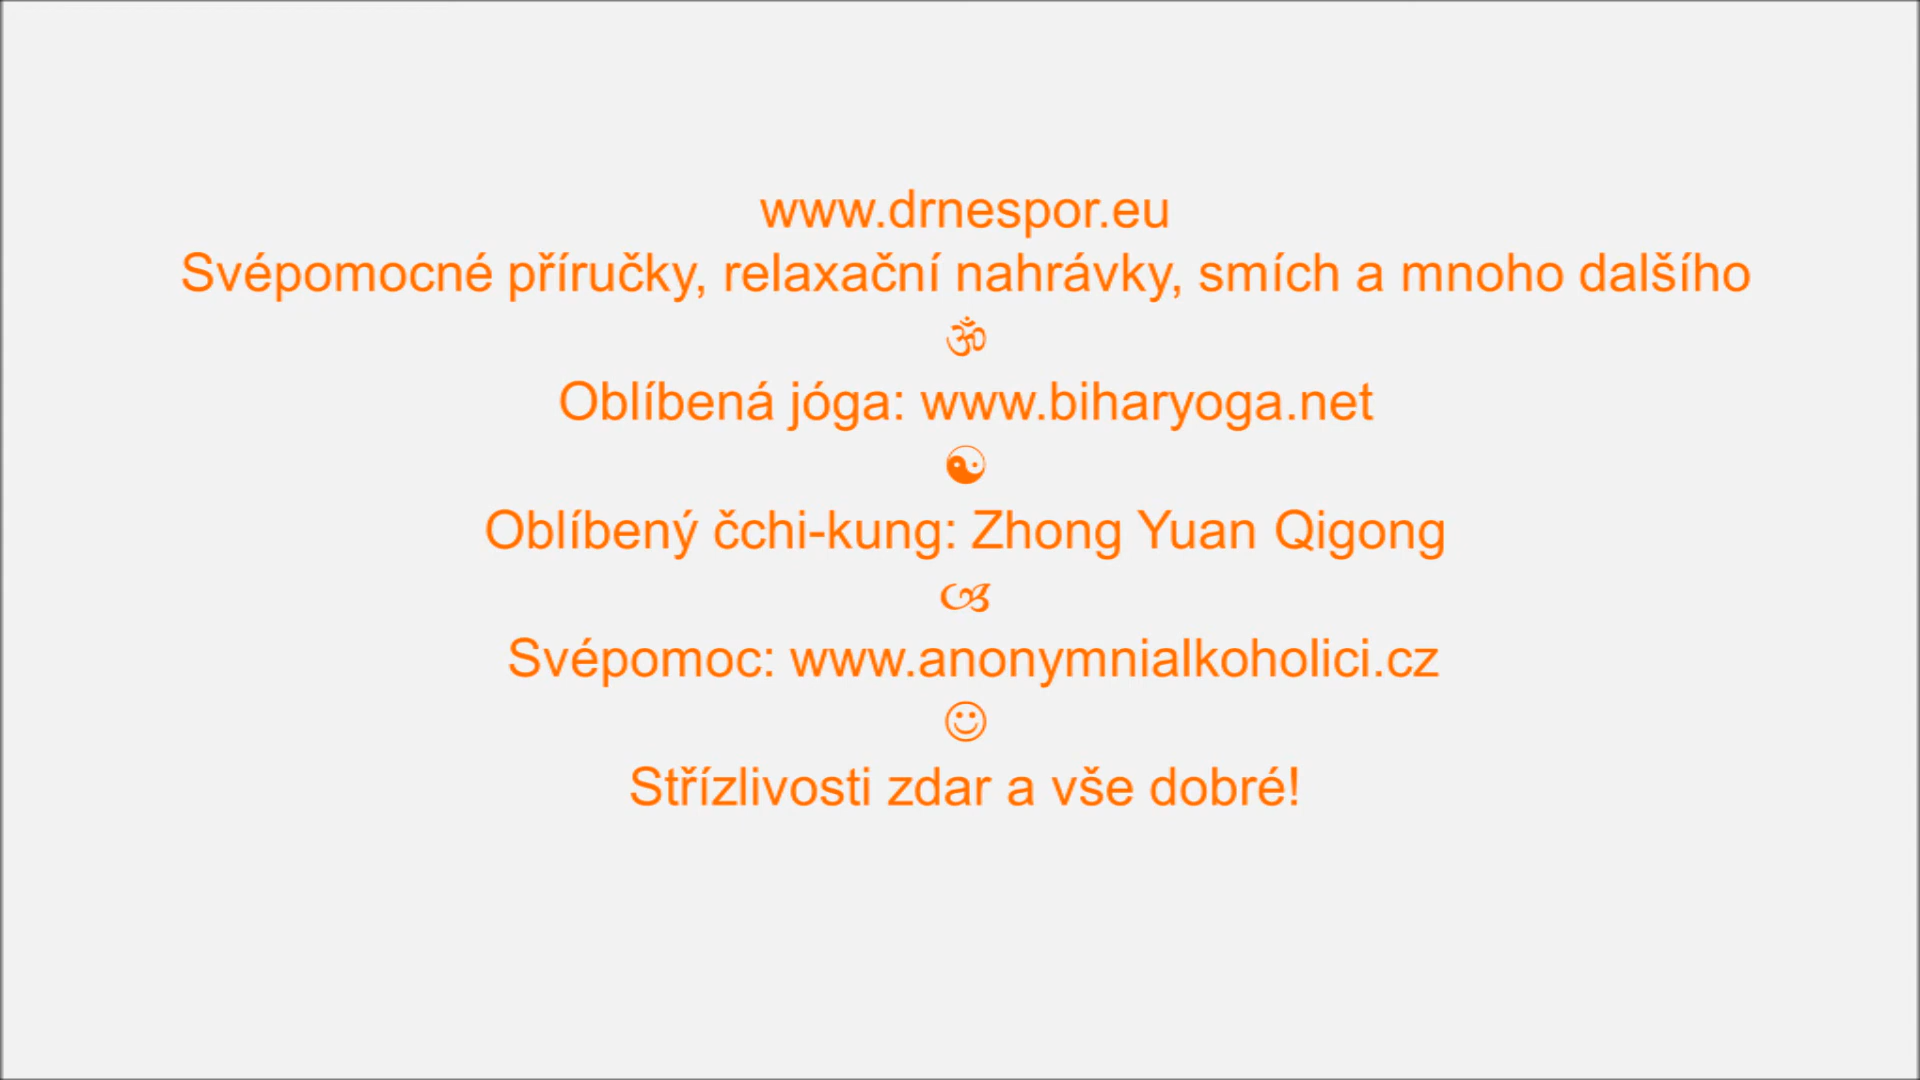 www.drnespor.eu
Svépomocné příručky, relaxační nahrávky, smích a mnoho dalšího
ॐ
Oblíbená jóga: www.biharyoga.net
☯
Oblíbený čchi-kung: Zhong Yuan Qigong
🙢
Svépomoc: www.anonymnialkoholici.cz
☺
Střízlivosti zdar a vše dobré!